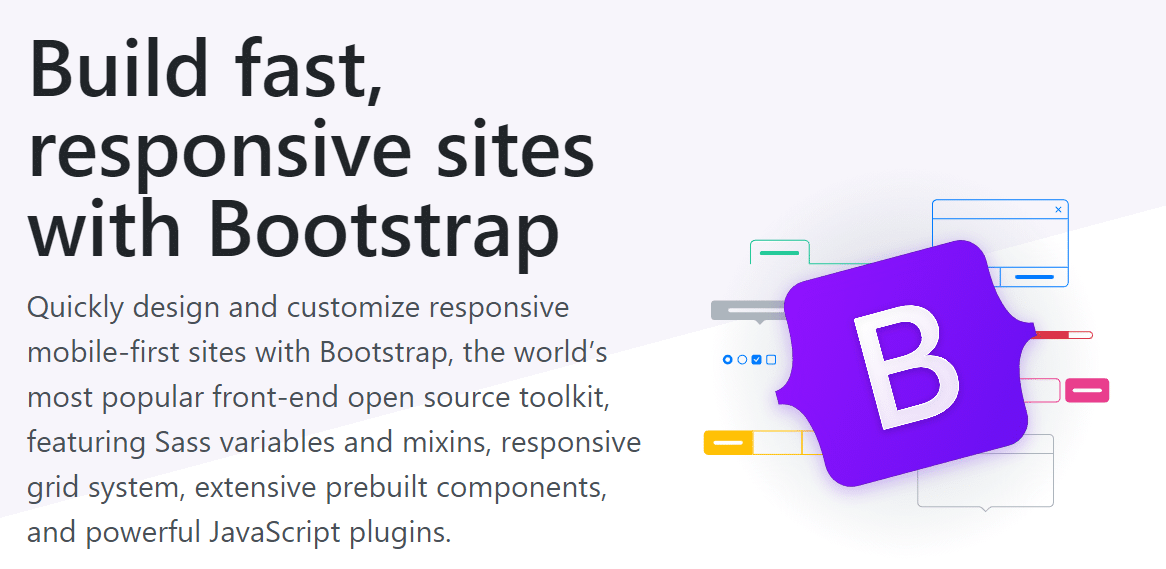 Build fast,
responsive sites
with Bootstrap
Quickly design and customize responsive
mobile-first sites with Bootstrap, the world’s
most popular front-end open source toolkit,
featuring Sass variables and mixins, responsive
grid system, extensive prebuilt components,
and powerful JavaScript plugins.
B